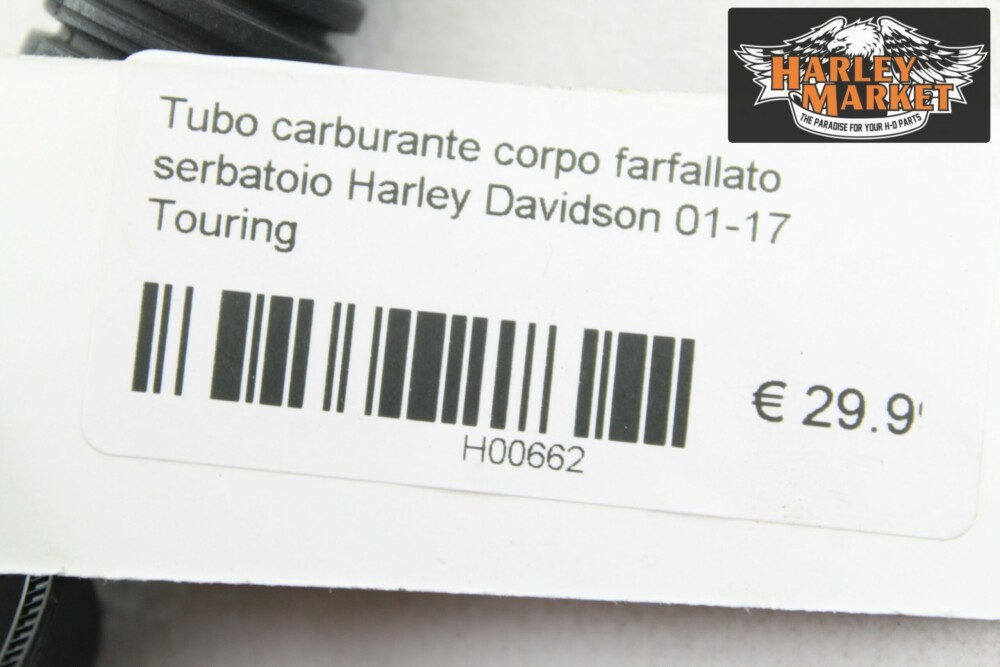 HARLEY
MARKET
THE PARADISE FOR YOUR H-D PARTS
Tubo carburante corpo farfallato
serbatoio Harley Davidson 01-17
Touring
€ 29.9
H00662